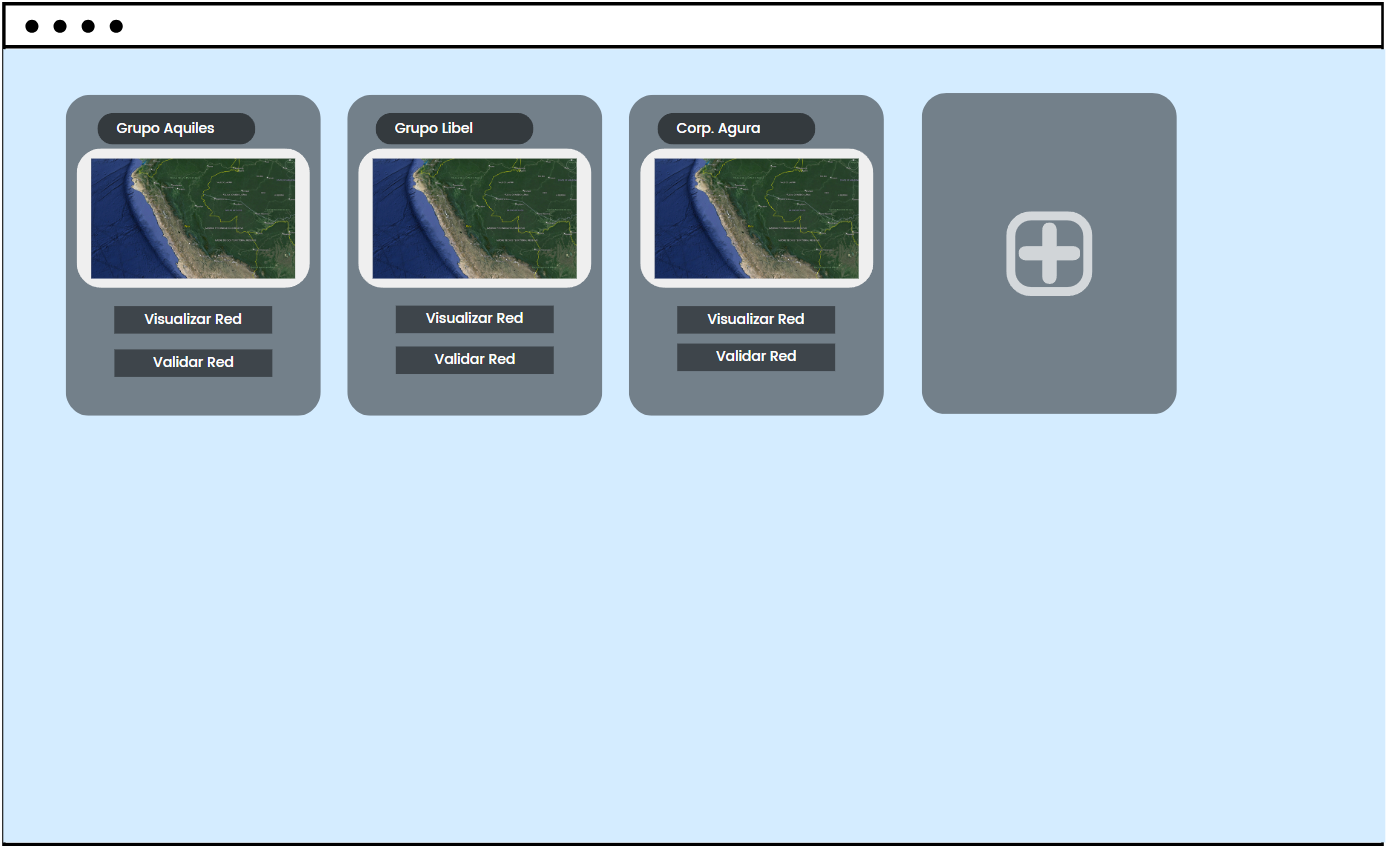 Grupo Aquiles
Visualizar Red
Validar Red
Grupo Libel
Visualizar Red
Validar Red
Corp. Agura
Visualizar Red
Validar Red